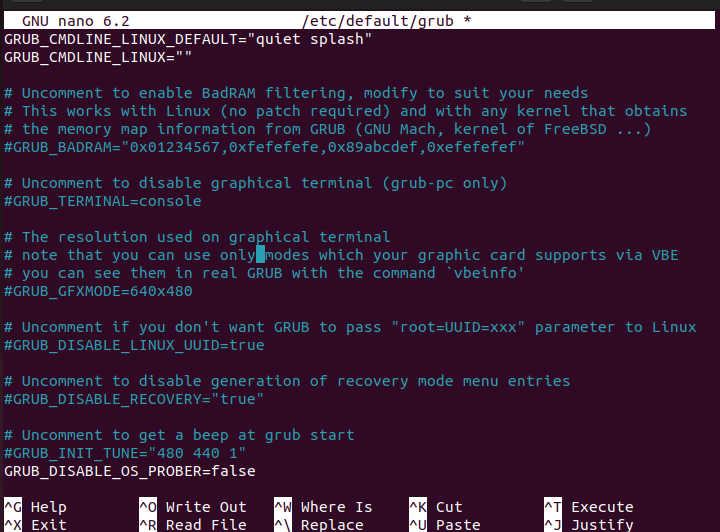 GNU nano 6.2 /etc/default/grub *
GRUB_CMDLINE_LINUX_DEFAULT="quiet splash"
GRUB_CMDLINE_LINUX=""
# Uncomment to enable BadRAM filtering, modify to suit your needs
# This works with Linux (no patch required) and with any kernel that obtains
# the memory map information from GRUB (GNU Mach, kernel of FreeBSD ...)
#GRUB_BADRAM="0x01234567,0xfefefefe,0x89abcdef,0xefefefef"
# Uncomment to disable graphical terminal (grub-pc only)
#GRUB_TERMINAL=console
# The resolution used on graphical terminal
# note that you can use only modes which your graphic card supports via VBE
# you can see them in real GRUB with the command `vbeinfo'
#GRUB_GFXMODE=640x480
# Uncomment if you don't want GRUB to pass "root=UUID=xxx" parameter to Linux
#GRUB_DISABLE_LINUX_UUID=true
# Uncomment to disable generation of recovery mode menu entries
#GRUB_DISABLE_RECOVERY="true"
# Uncomment to get a beep at grub start
#GRUB_INIT_TUNE="480 440 1"
GRUB_DISABLE_OS_PROBER=false
^G Help ^O Write Out ^W Where Is ^K Cut ^T Execute
^X Exit ^R Read File ^\ Replace ^U Paste ^J Justify